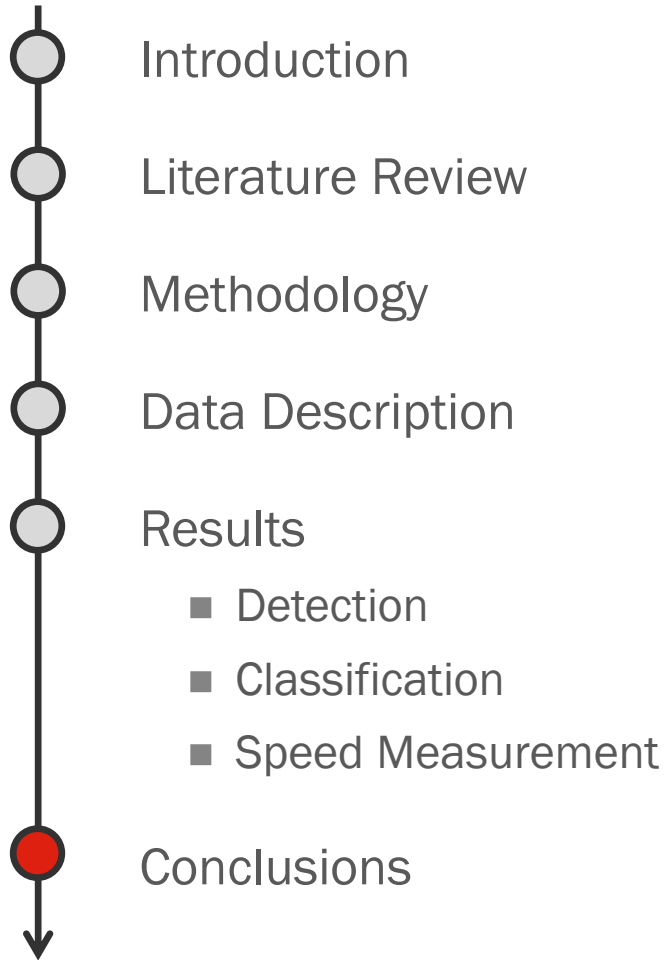 Introduction
Literature Review
Methodology
Data Description
Results
Detection
Classification
Speed Measurement
Conclusions